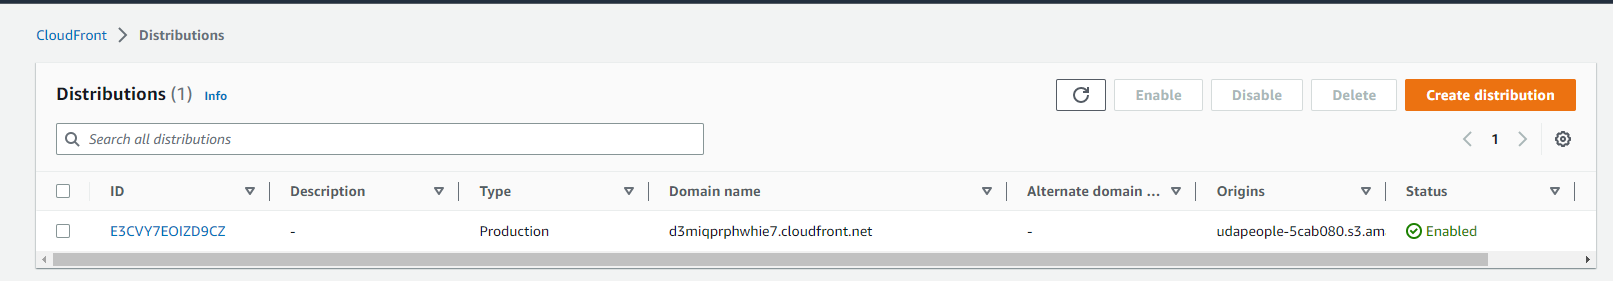 CloudFront > Distributions
Distributions (1) Info
Enable Disable Delete Create distribution
Search all distributions
1
ID Description Type Domain name Alternate domain ... Origins Status
E3CVY7EOIZD9CZ - Production d3miqprphwhie7.cloudfront.net - udapeople-5cab080.s3.am Enabled